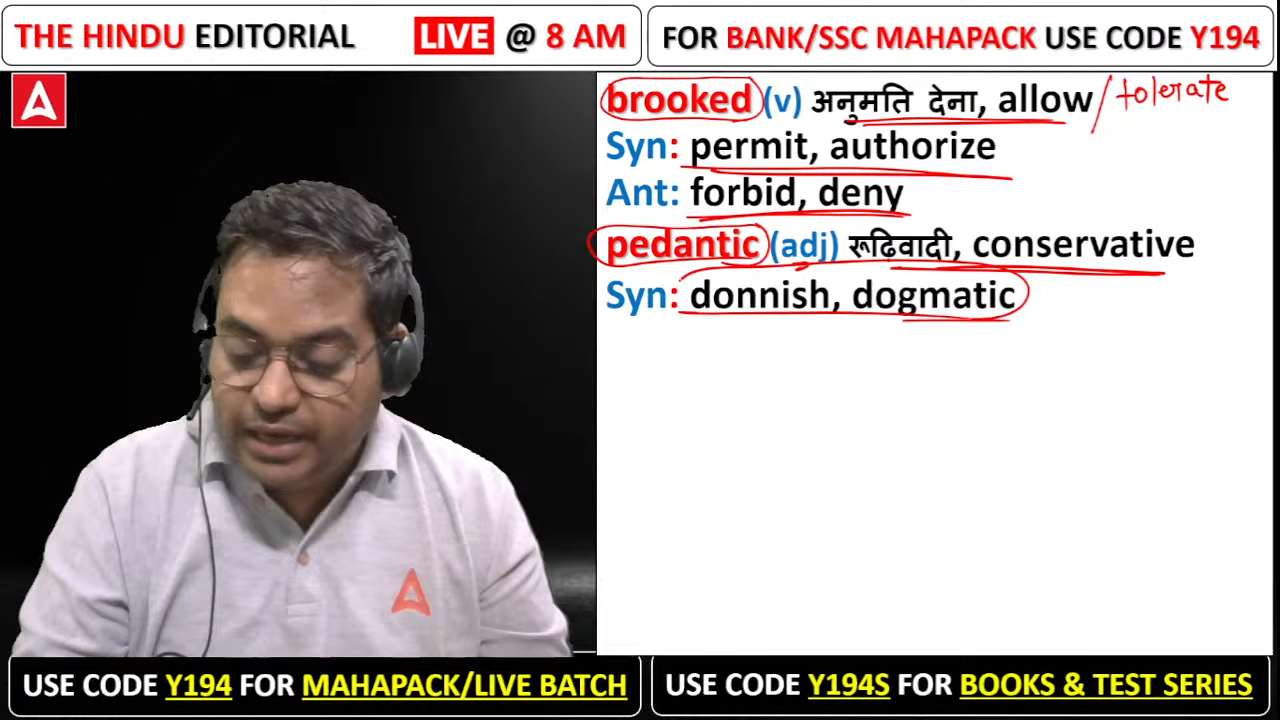 THE HINDU EDITORIAL LIVE @ 8 AM
FOR BANK/SSC MAHAPACK USE CODE Y194
brooked (v) अनुमति देना, allow / tolerate
Syn: permit, authorize
Ant: forbid, deny
pedantic (adj) रूढ़िवादी, conservative
Syn: donnish, dogmatic
USE CODE Y194 FOR MAHAPACK/LIVE BATCH
USE CODE Y194S FOR BOOKS & TEST SERIES